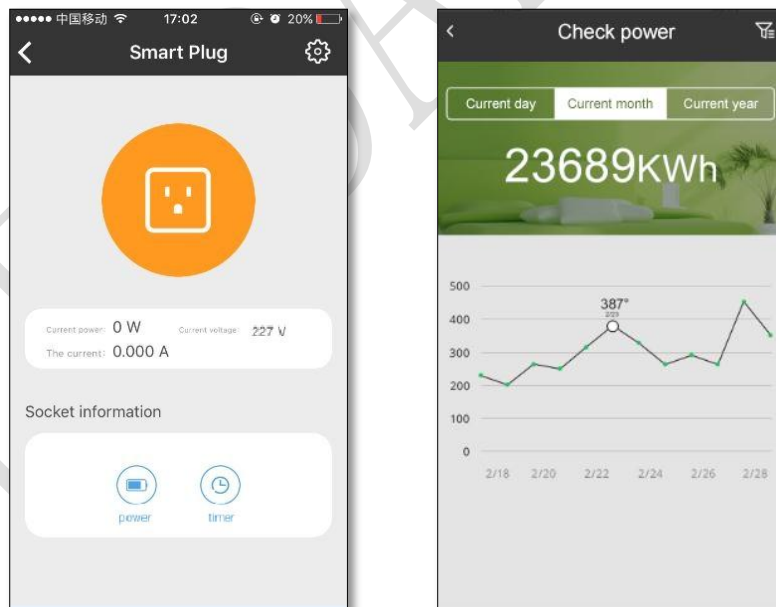 中国移动 17:02 20%
Smart Plug
Current power: 0 W Current voltage: 227 V
The current: 0.000 A
Socket information
power timer
Check power
Current day Current month Current year
23689KWh
500
400
300
200
100
0
387°
2/23
2/18 2/20 2/22 2/24 2/26 2/28